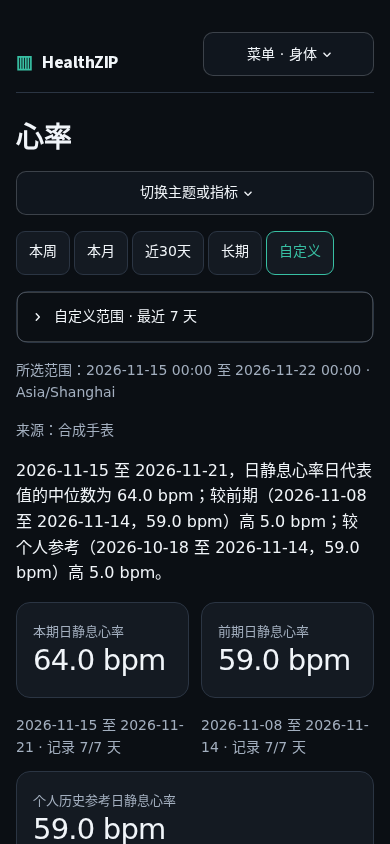 HealthZIP
菜单 · 身体
心率
切换主题或指标
本周
本月
近30天
长期
自定义
自定义范围 · 最近 7 天
所选范围：2026-11-15 00:00 至 2026-11-22 00:00 ·
Asia/Shanghai
来源：合成手表
2026-11-15 至 2026-11-21，日静息心率日代表
值的中位数为 64.0 bpm；较前期（2026-11-08
至 2026-11-14，59.0 bpm）高 5.0 bpm；较
个人参考（2026-10-18 至 2026-11-14，59.0
bpm）高 5.0 bpm。
本期日静息心率
64.0 bpm
前期日静息心率
59.0 bpm
2026-11-15 至 2026-11-
21 · 记录 7/7 天
2026-11-08 至 2026-11-
14 · 记录 7/7 天
个人历史参考日静息心率
59.0 bpm